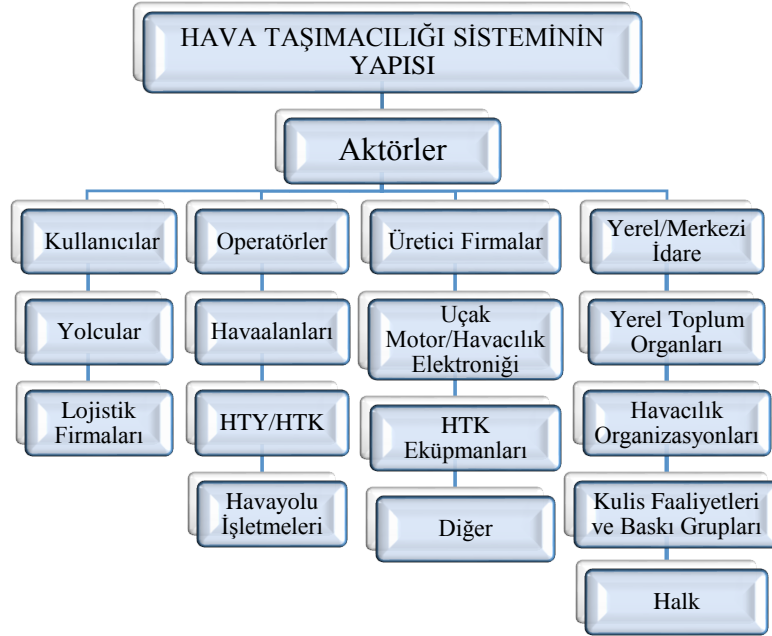 HAVA TAŞIMACILIĞI SİSTEMİNİN
YAPISI
Aktörler
Kullanıcılar
Yolcular
Lojistik
Firmaları
Operatörler
Havaalanları
HTY/HTK
Havayolu
İşletmeleri
Üretici Firmalar
Uçak
Motor/Havacılık
Elektroniği
HTK
Eküpmanları
Diğer
Yerel/Merkezi
İdare
Yerel Toplum
Organları
Havacılık
Organizasyonları
Kulis Faaliyetleri
ve Baskı Grupları
Halk